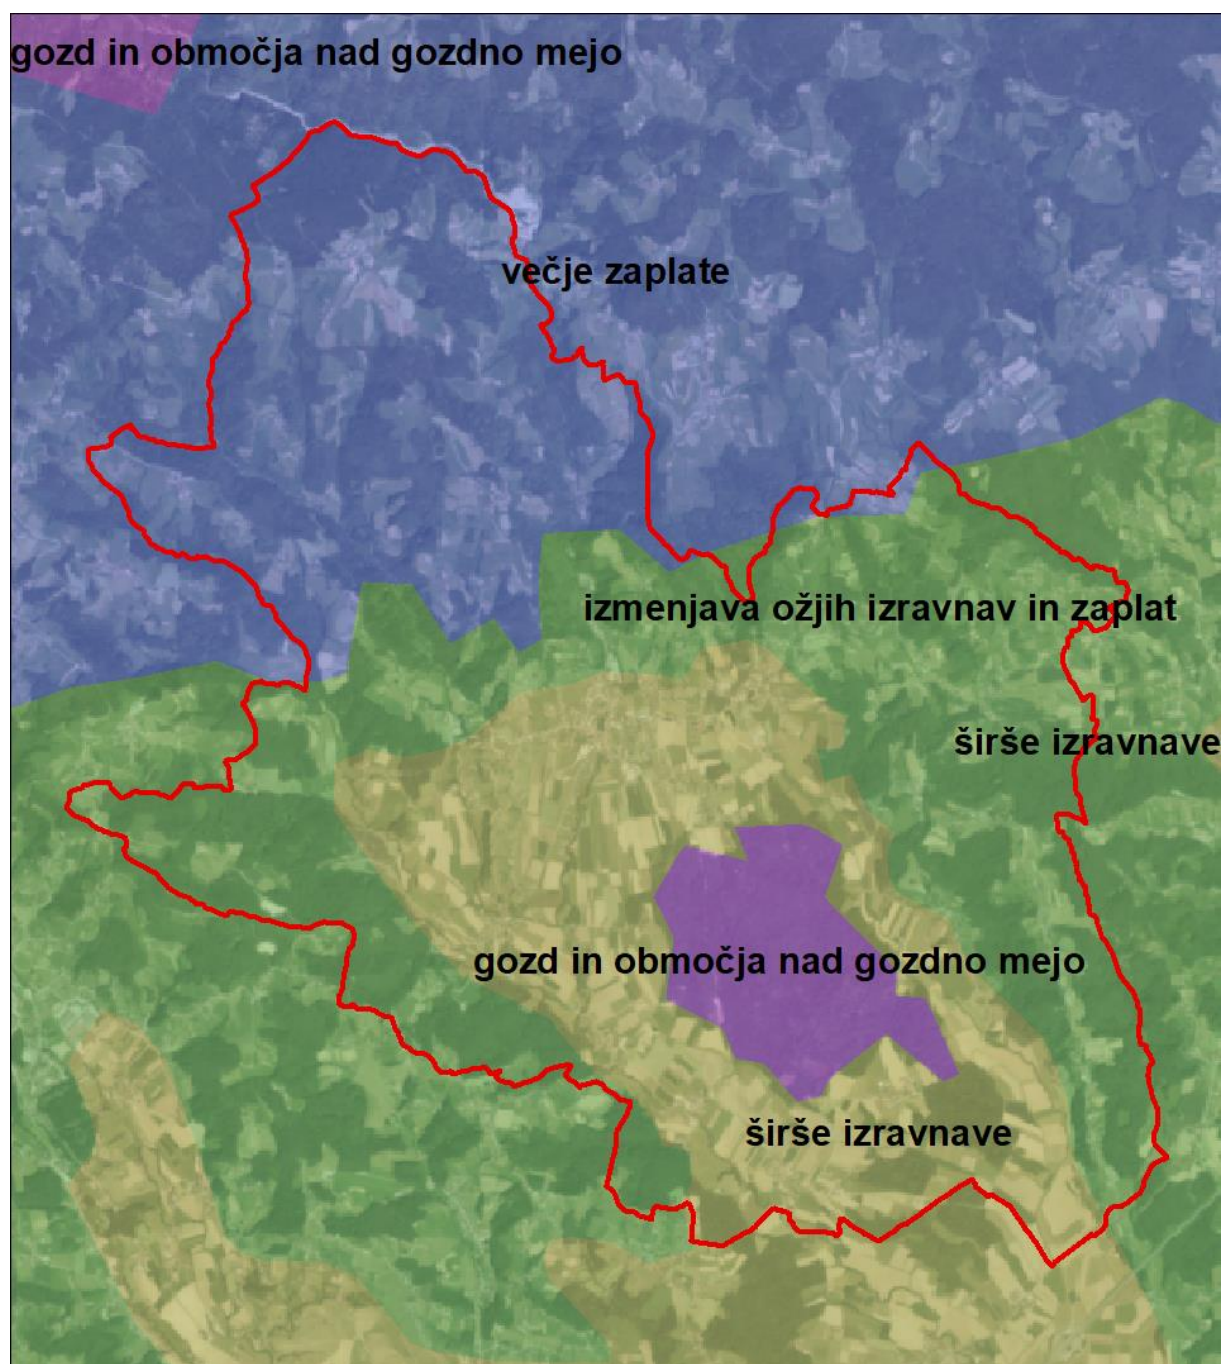 gozd in območja nad gozdno mejo
večje zaplate
izmenjava ožjih izravnav in zaplat
širše izravnave
gozd in območja nad gozdno mejo
širše izravnave